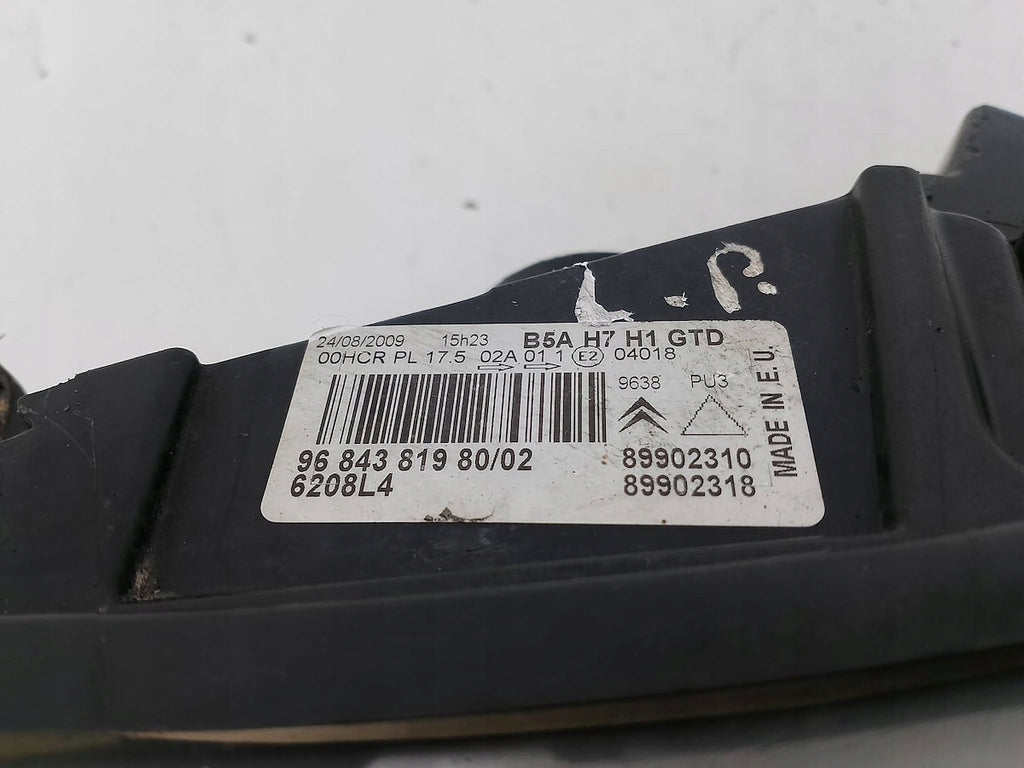 L.P.
24/08/2009 15h23 B5A H7 H1 GTD
00HCR PL 17.5 02A 01 1 E2 04018
9638 PU3
96 843 819 80/02 89902310
6208L4 89902318
MADE IN E.U.